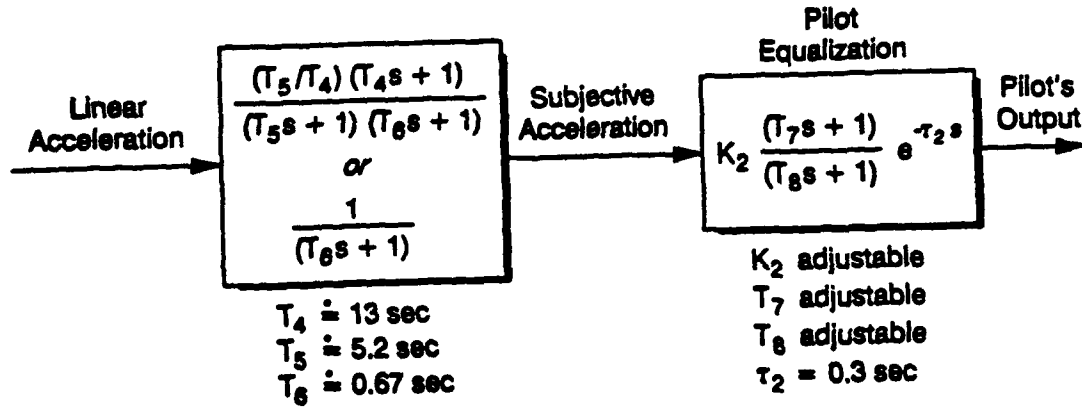 Linear
Acceleration
(T5/T4) (T4s + 1)
(T5s + 1) (T6s + 1)
or
1
(T6s + 1)
T4 ≐ 13 sec
T5 ≐ 5.2 sec
T6 ≐ 0.67 sec
Subjective
Acceleration
Pilot
Equalization
K2 (T7s + 1) e^-τ2 s
(T8s + 1)
K2 adjustable
T7 adjustable
T8 adjustable
τ2 = 0.3 sec
Pilot's
Output